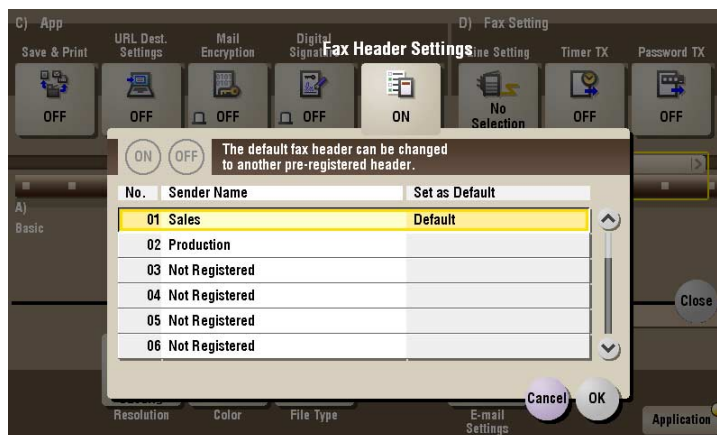 C) App
D) Fax Setting
Save & Print
URL Dest.
Settings
Mail
Encryption
Digital
Fax Header Settings
Line Setting
Timer TX
Password TX
OFF
OFF
OFF
OFF
ON
No
Selection
OFF
OFF
ON
OFF
The default fax header can be changed
to another pre-registered header.
No. Sender Name Set as Default
01 Sales Default
02 Production
03 Not Registered
04 Not Registered
05 Not Registered
06 Not Registered
A)
Basic
Close
Cancel
OK
Resolution
Color
File Type
E-mail
Settings
Application